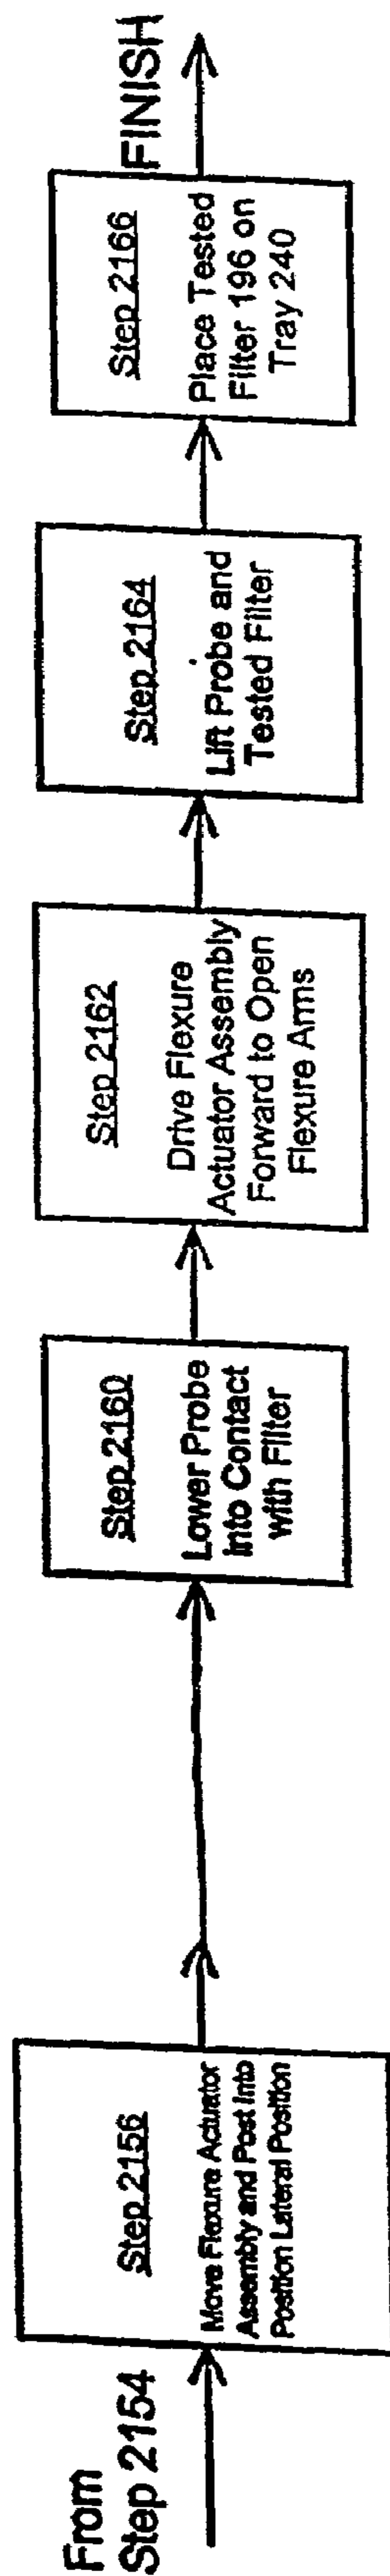 From
Step 2154
Step 2156
Move Flexure Actuator
Assembly and Post Into
Position Lateral Position
Step 2160
Lower Probe
Into Contact
with Filter
Step 2162
Drive Flexure
Actuator Assembly
Forward to Open
Flexure Arms
Step 2164
Lift Probe and
Tested Filter
Step 2166
Place Tested
Filter 196 on
Tray 240
FINISH